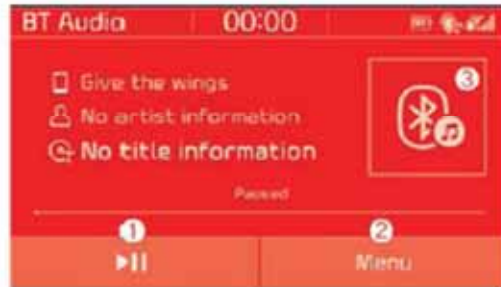 BT Audio 00:00
Give the wings
No artist information
No title information
3
Paused
1 2
Menu